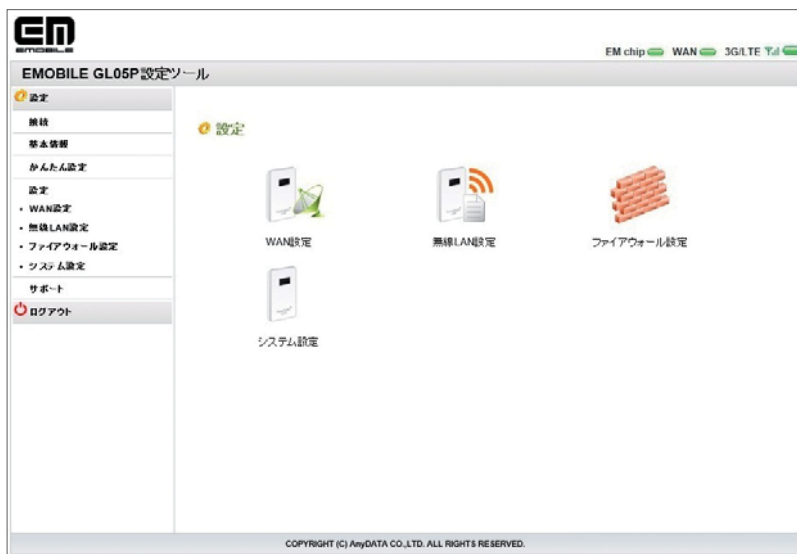 EM
EMOBILE
EM chip WAN 3G/LTE
EMOBILE GL05P設定ツール
設定
接続
基本情報
かんたん設定
設定
・ WAN設定
・ 無線LAN設定
・ ファイアウォール設定
・ システム設定
サポート
ログアウト
設定
WAN設定 無線LAN設定 ファイアウォール設定
システム設定
COPYRIGHT (C) AnyDATA CO.,LTD. ALL RIGHTS RESERVED.